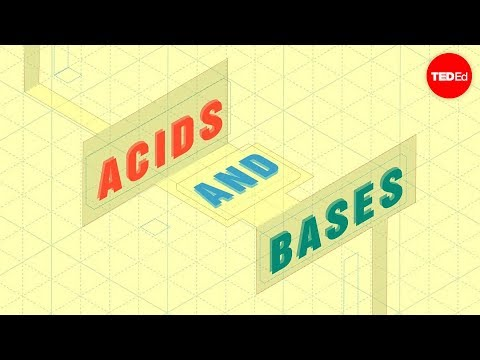 TEDEd
ACIDS
AND
BASES